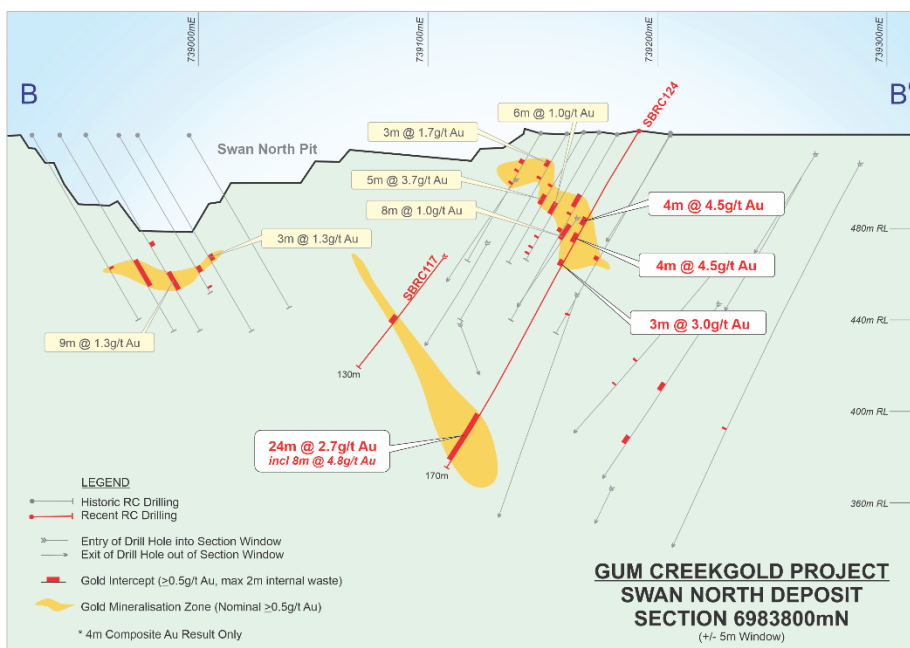 739000mE
739100mE
739200mE
739300mE
B
B'
SBRC124
6m @ 1.0g/t Au
3m @ 1.7g/t Au
Swan North Pit
5m @ 3.7g/t Au
8m @ 1.0g/t Au
4m @ 4.5g/t Au
480m RL
3m @ 1.3g/t Au
4m @ 4.5g/t Au
SBRC117
3m @ 3.0g/t Au
440m RL
9m @ 1.3g/t Au
130m
400m RL
24m @ 2.7g/t Au
incl 8m @ 4.8g/t Au
170m
360m RL
LEGEND
Historic RC Drilling
Recent RC Drilling
Entry of Drill Hole into Section Window
Exit of Drill Hole out of Section Window
Gold Intercept (≥0.5g/t Au, max 2m internal waste)
Gold Mineralisation Zone (Nominal ≥0.5g/t Au)
* 4m Composite Au Result Only
GUM CREEKGOLD PROJECT
SWAN NORTH DEPOSIT
SECTION 6983800mN
(+/- 5m Window)